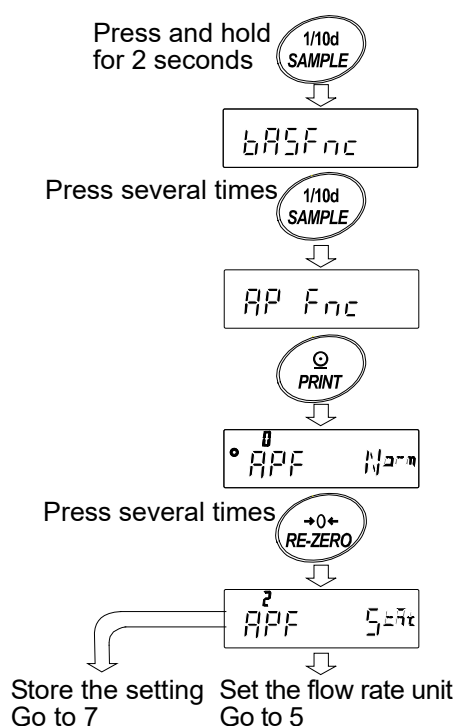 Press and hold
for 2 seconds
1/10d
SAMPLE
bASFnc
Press several times
1/10d
SAMPLE
AP Fnc
PRINT
0
APF Norm
Press several times
→0←
RE-ZERO
2
APF StAt
Store the setting
Go to 7
Set the flow rate unit
Go to 5